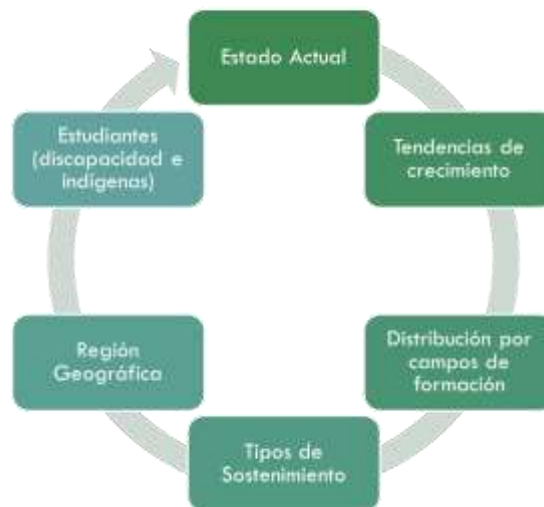 Estado Actual
Tendencias de
crecimiento
Distribución por
campos de
formación
Tipos de
Sostenimiento
Región
Geográfica
Estudiantes
(discapacidad e
indígenas)